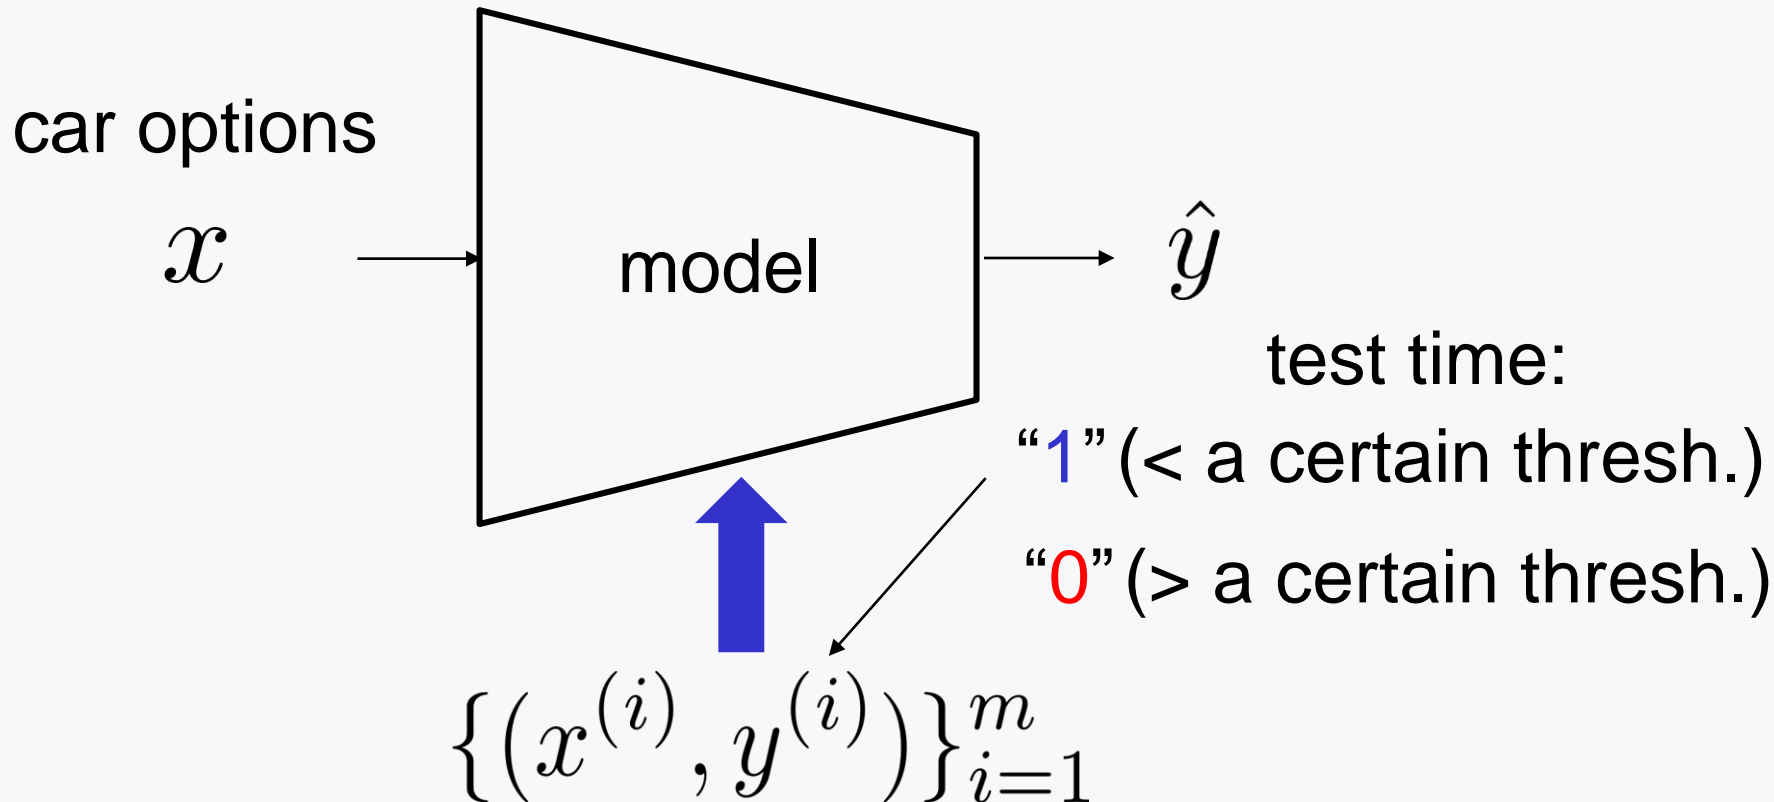 car options
x
model
ŷ
test time:
“1” (< a certain thresh.)
“0” (> a certain thresh.)
{(x^{(i)}, y^{(i)})}_{i=1}^{m}